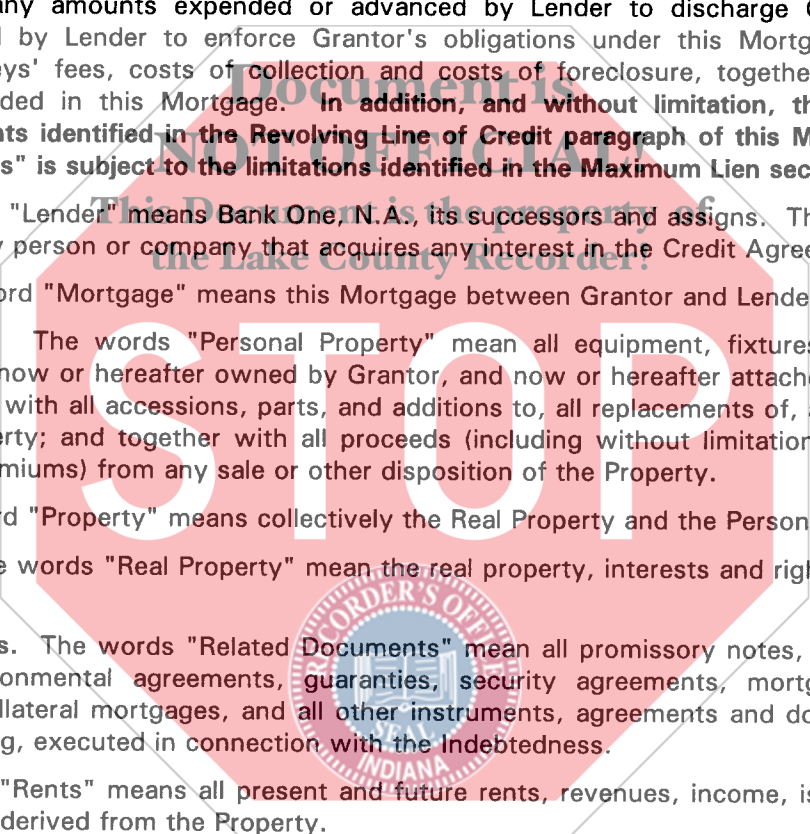 any amounts expended or advanced by Lender to discharge
by Lender to enforce Grantor's obligations under this Mortg
eys' fees, costs of collection and costs of foreclosure, togethe
ded in this Mortgage. In addition, and without limitation, th
nts identified in the Revolving Line of Credit paragraph of this M
s" is subject to the limitations identified in the Maximum Lien sec
Document is
NOT OFFICIAL!
This Document is the property of
the Lake County Recorder!
"Lender" means Bank One, N.A., its successors and assigns. Th
y person or company that acquires any interest in the Credit Agree
ord "Mortgage" means this Mortgage between Grantor and Lende
The words "Personal Property" mean all equipment, fixtures
now or hereafter owned by Grantor, and now or hereafter attache
with all accessions, parts, and additions to, all replacements of,
erty; and together with all proceeds (including without limitation
miums) from any sale or other disposition of the Property.
STOP
rd "Property" means collectively the Real Property and the Person
e words "Real Property" mean the real property, interests and righ
s. The words "Related Documents" mean all promissory notes,
onmental agreements, guaranties, security agreements, mortg
llateral mortgages, and all other instruments, agreements and do
g, executed in connection with the Indebtedness.
RECORDER'S OFFICE
SEAL
INDIANA
"Rents" means all present and future rents, revenues, income, is
derived from the Property.